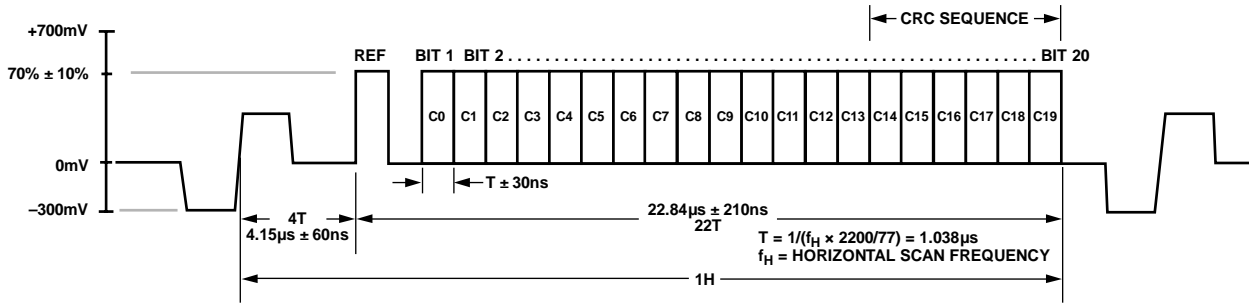 CRC SEQUENCE
+700mV
REF BIT 1 BIT 2 . . . . . . . . . . . . . . . . . . . . . . . . . . . . . . . . . . . . . . . . . . . . . . . . . . . . . . . . . . . BIT 20
70% ± 10%
C0 C1 C2 C3 C4 C5 C6 C7 C8 C9 C10 C11 C12 C13 C14 C15 C16 C17 C18 C19
0mV
T ± 30ns
–300mV
4T
4.15µs ± 60ns
22.84µs ± 210ns
22T
T = 1/(fH × 2200/77) = 1.038µs
fH = HORIZONTAL SCAN FREQUENCY
1H